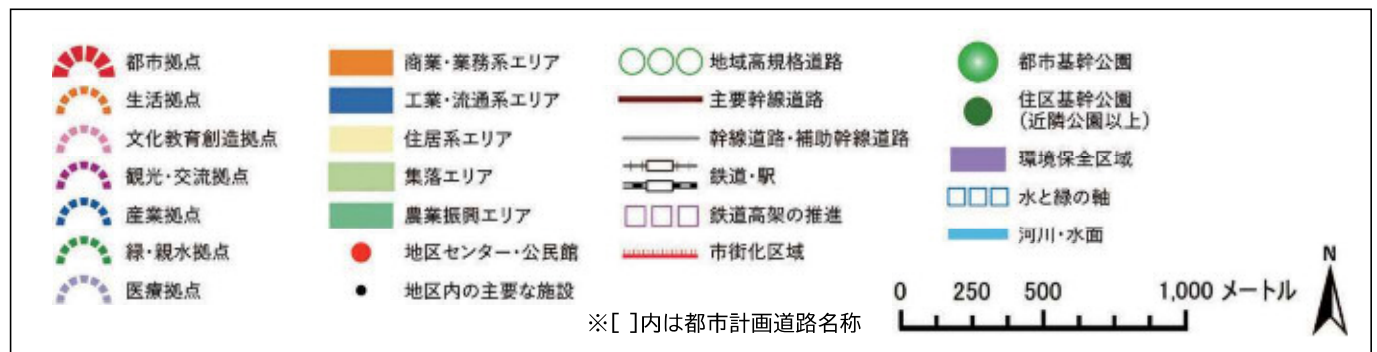 都市拠点
生活拠点
文化教育創造拠点
観光・交流拠点
産業拠点
緑・親水拠点
医療拠点
商業・業務系エリア
工業・流通系エリア
住居系エリア
集落エリア
農業振興エリア
地区センター・公民館
地区内の主要な施設
地域高規格道路
主要幹線道路
幹線道路・補助幹線道路
鉄道・駅
鉄道高架の推進
市街化区域
※[ ]内は都市計画道路名称
都市基幹公園
住区基幹公園
(近隣公園以上)
環境保全区域
水と緑の軸
河川・水面
N
0 250 500 1,000 メートル